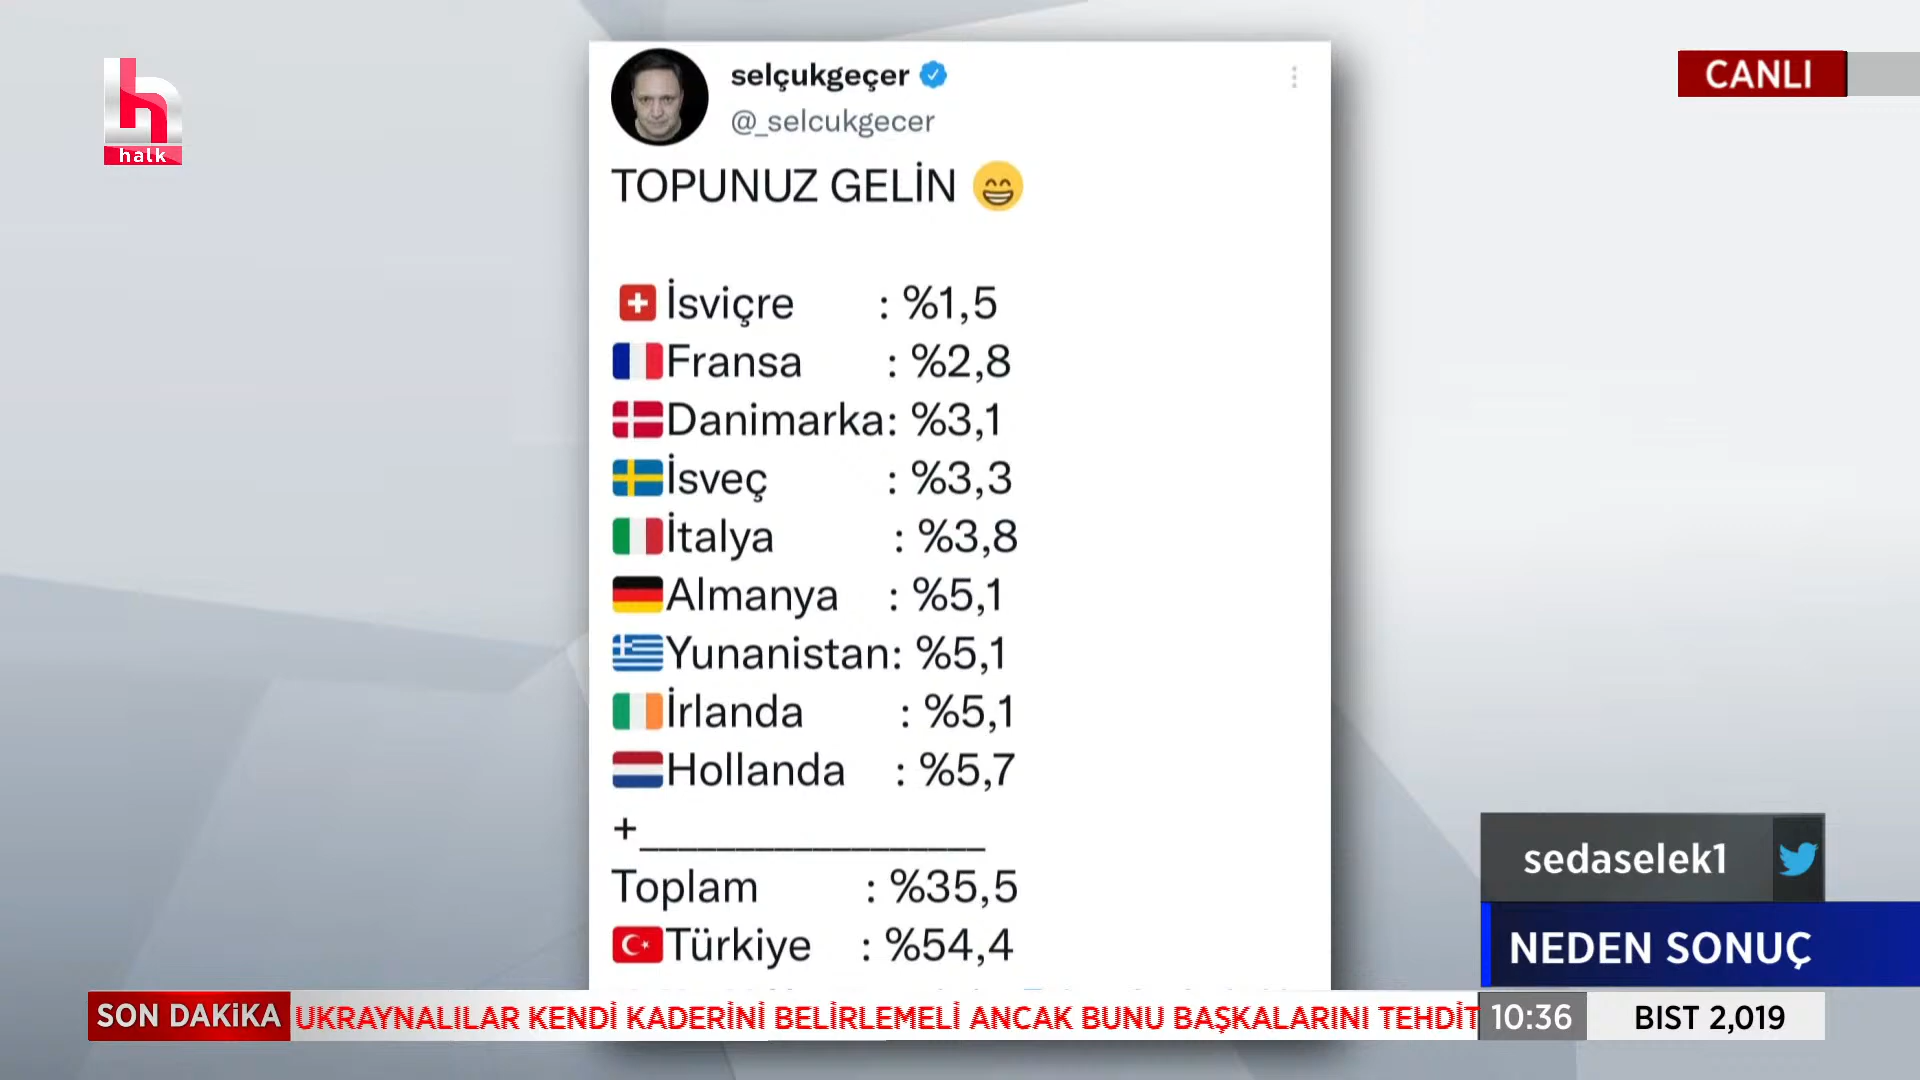 halk
CANLI
selçukgeçer
@_selcukgecer
TOPUNUZ GELİN 😁
İsviçre : %1,5
Fransa : %2,8
Danimarka: %3,1
İsveç : %3,3
İtalya : %3,8
Almanya : %5,1
Yunanistan: %5,1
İrlanda : %5,1
Hollanda : %5,7
+__________________
Toplam : %35,5
Türkiye : %54,4
sedaselek1
NEDEN SONUÇ
SON DAKiKA UKRAYNALILAR KENDİ KADERİNİ BELİRLEMELİ ANCAK BUNU BAŞKALARINI TEHDİT 10:36 BIST 2,019